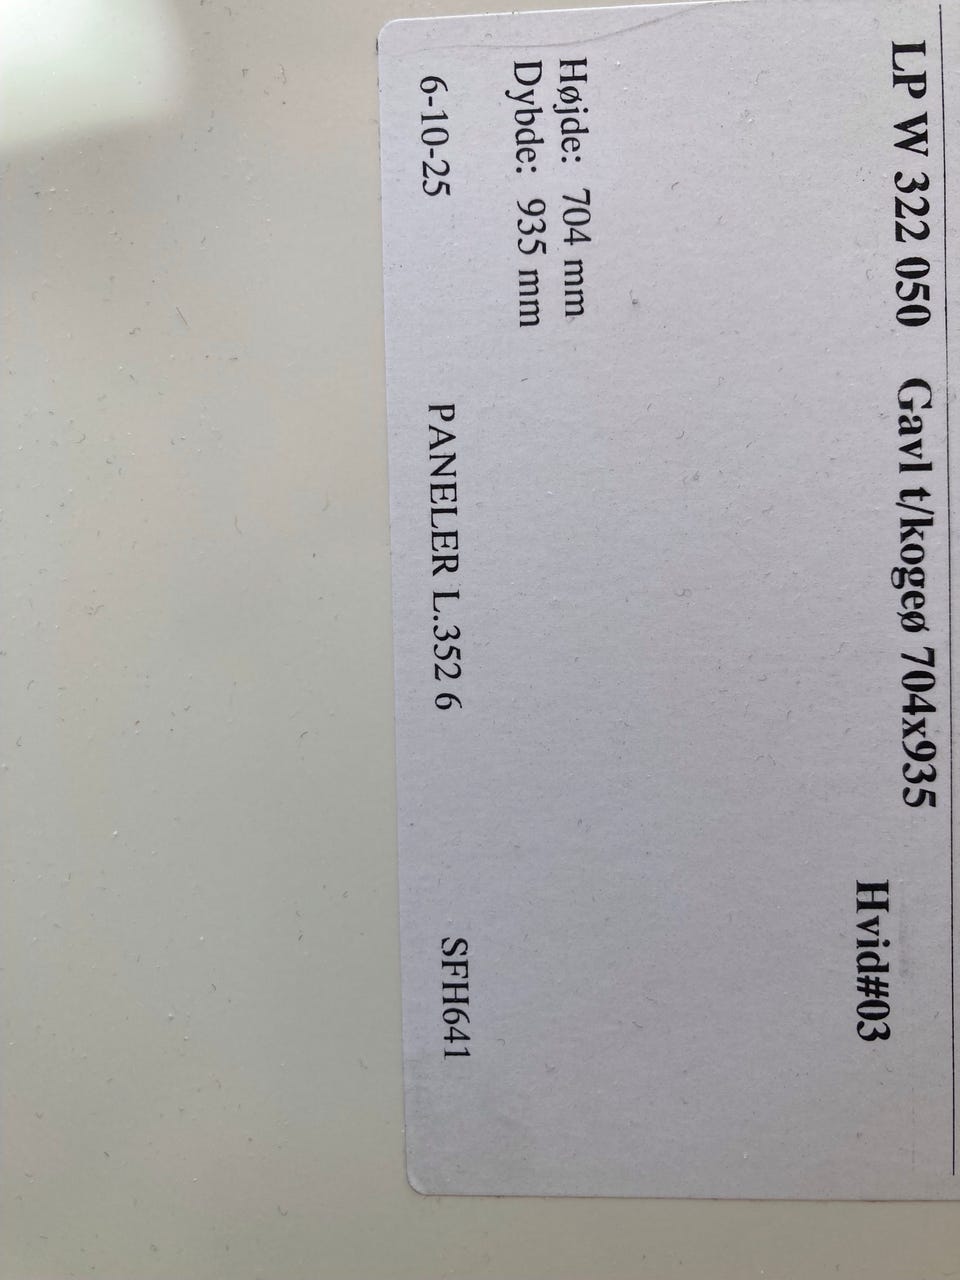 LP W 322 050 Gavl t/kogeø 704x935
Hvid#03
Højde: 704 mm
Dybde: 935 mm
6-10-25 PANELER L.352 6 SFH641